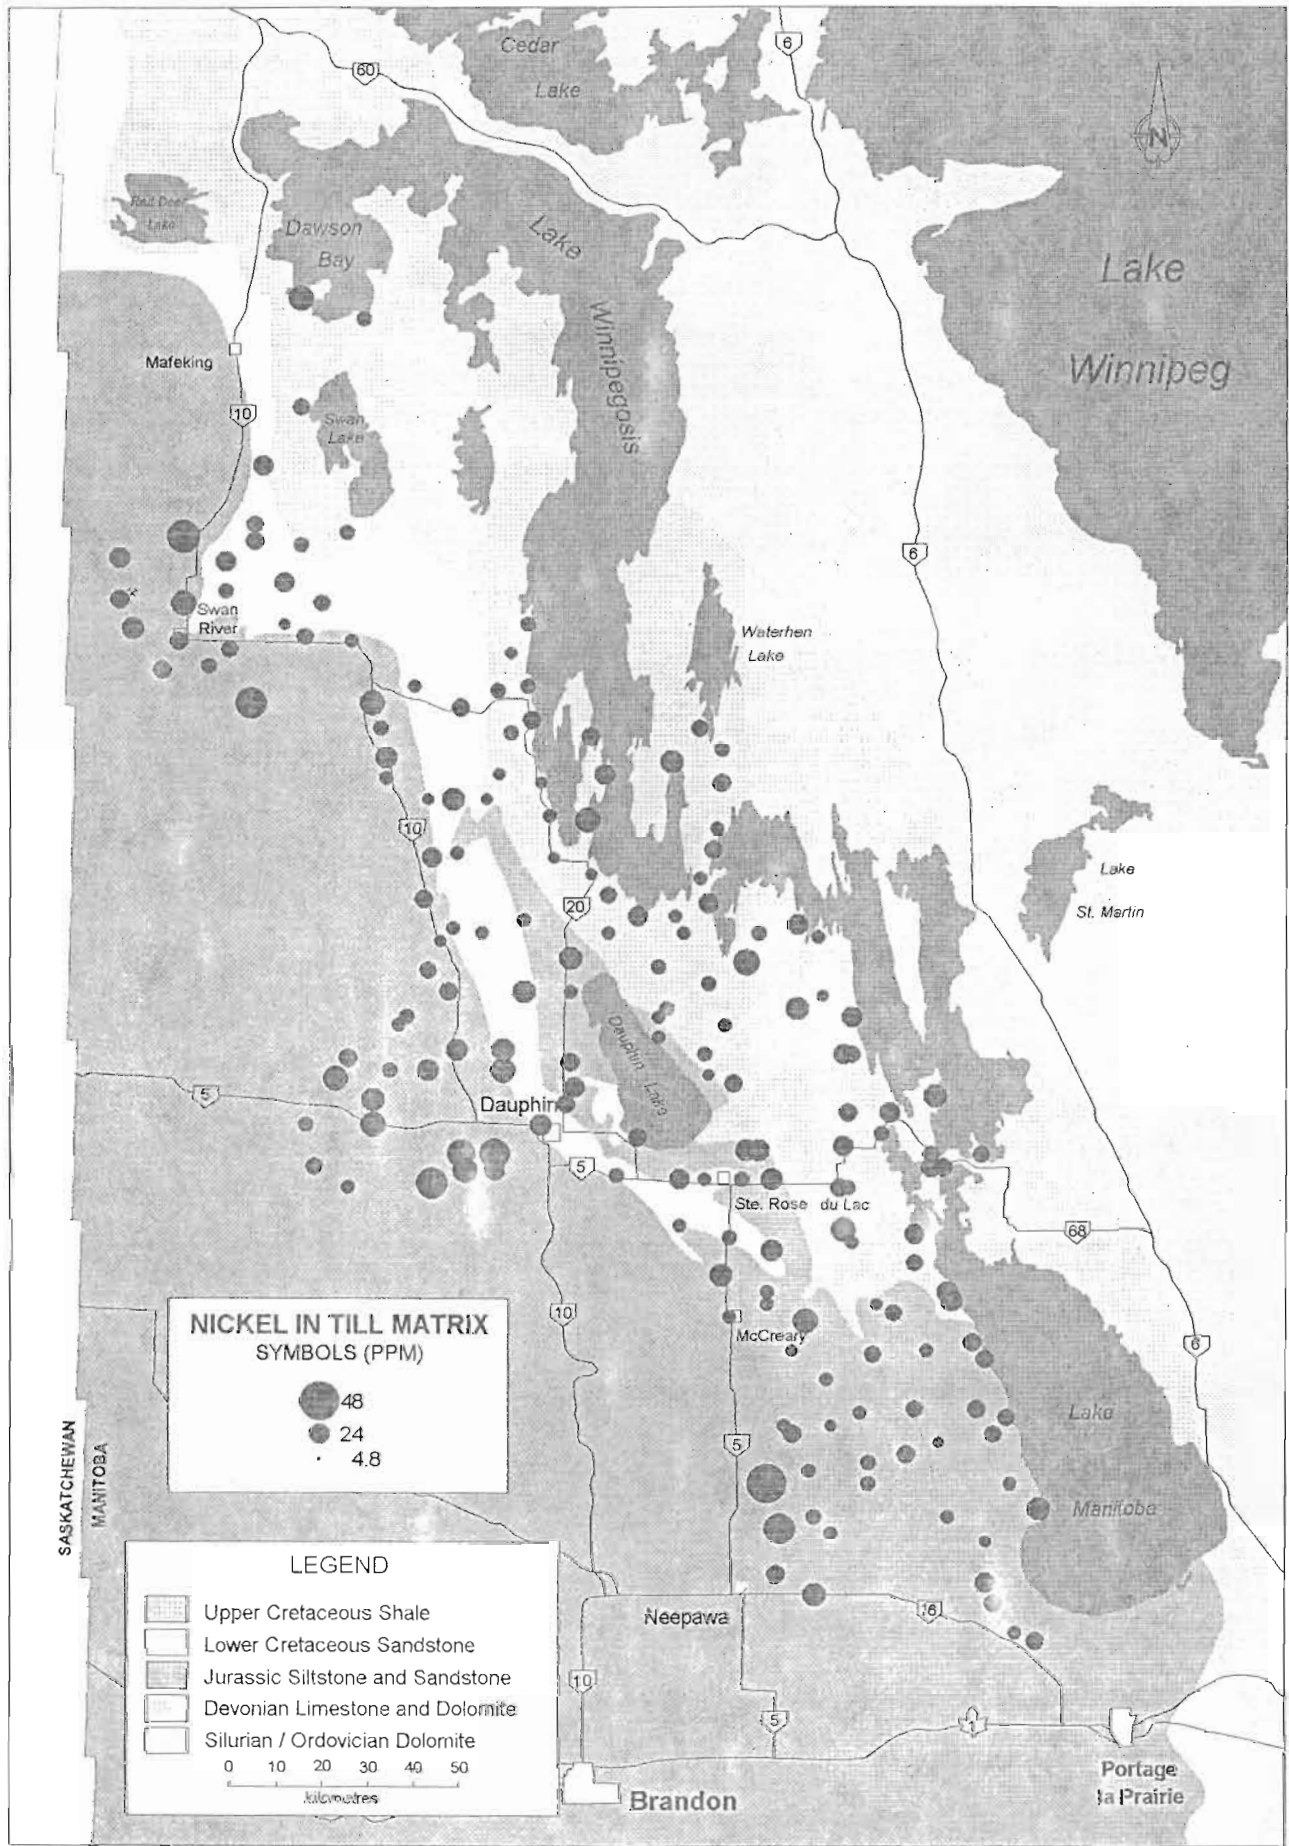 Cedar
Lake
6
60
N
Red Deer
Lake
Dawson
Bay
Lake
Winnipegosis
Lake
Winnipeg
Mafeking
10
Swan
Lake
6
Swan
River
Waterhen
Lake
10
Lake
St. Martin
20
Dauphin Lake
5
Dauphin
5
Ste. Rose du Lac
68
10
NICKEL IN TILL MATRIX
SYMBOLS (PPM)
48
24
4.8
McCreary
6
Lake
Manitoba
5
SASKATCHEWAN
MANITOBA
LEGEND
Upper Cretaceous Shale
Lower Cretaceous Sandstone
Jurassic Siltstone and Sandstone
Devonian Limestone and Dolomite
Silurian / Ordovician Dolomite
0 10 20 30 40 50
kilometres
Neepawa
16
10
5
1
Brandon
Portage
la Prairie